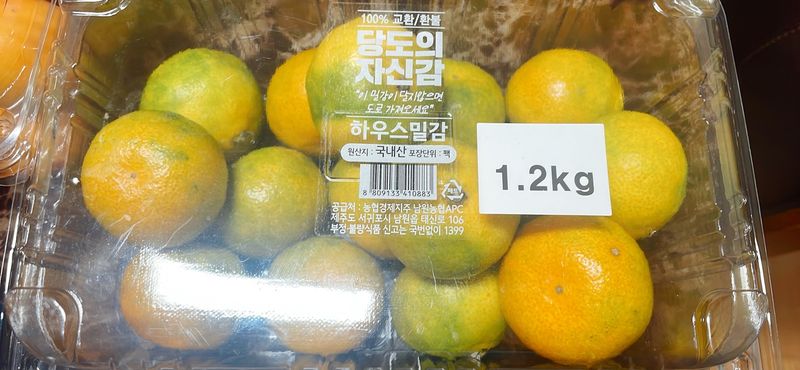 100% 교환/환불
당도의
자신감
"이 밀감이 달지않으면
도로 가져오세요"
하우스밀감
원산지 : 국내산 포장단위 : 팩
8 809133 410883
공급처 : 농협경제지주 남원농협APC
제주도 서귀포시 남원읍 태신로 106
부정·불량식품 신고는 국번없이 1399
1.2kg